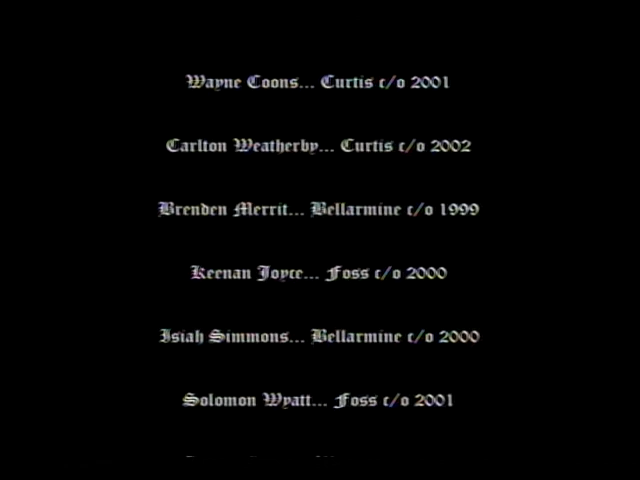 Wayne Coons... Curtis c/o 2001
Carlton Weatherby... Curtis c/o 2002
Brenden Merrit... Bellarmine c/o 1999
Keenan Joyce... Foss c/o 2000
Isiah Simmons... Bellarmine c/o 2000
Solomon Wyatt... Foss c/o 2001